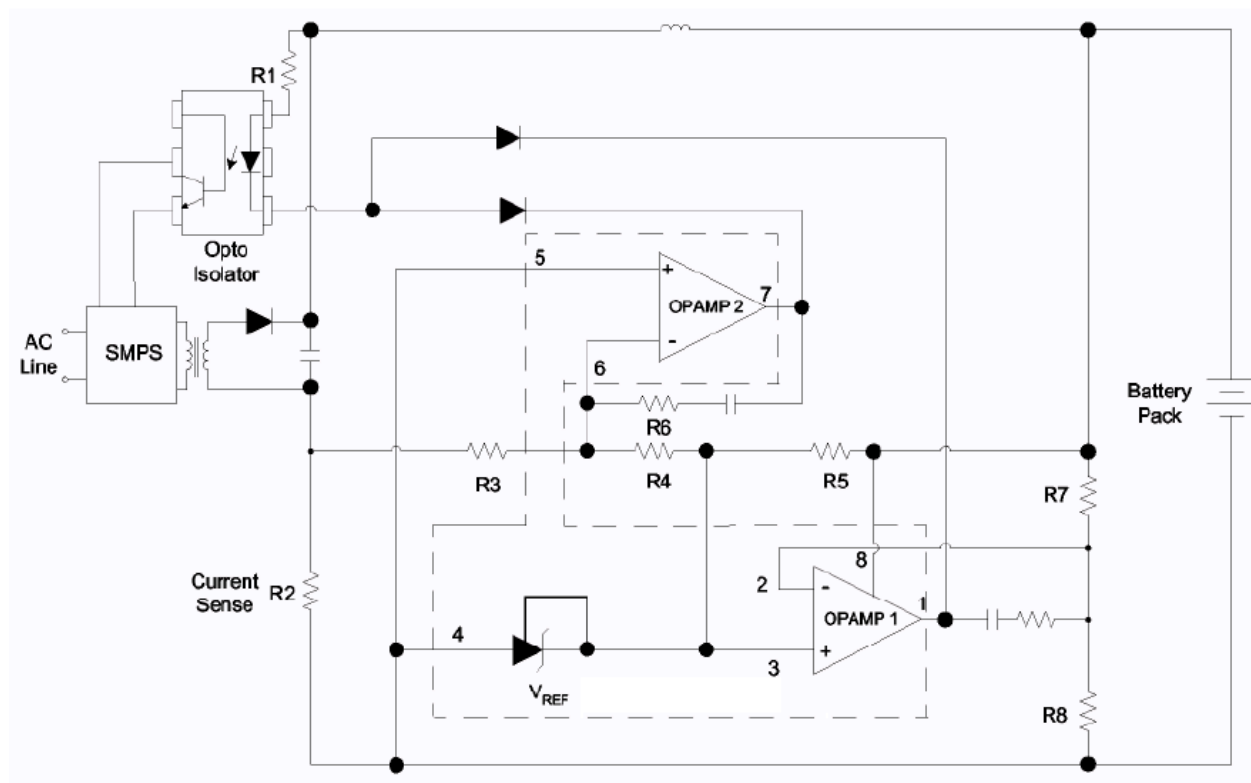 R1
Opto
Isolator
5
+
OPAMP 2
7
-
6
AC
Line
SMPS
R6
Battery
Pack
R3
R4
R5
R7
Current
Sense
R2
8
2
-
1
OPAMP 1
4
+
3
VREF
R8